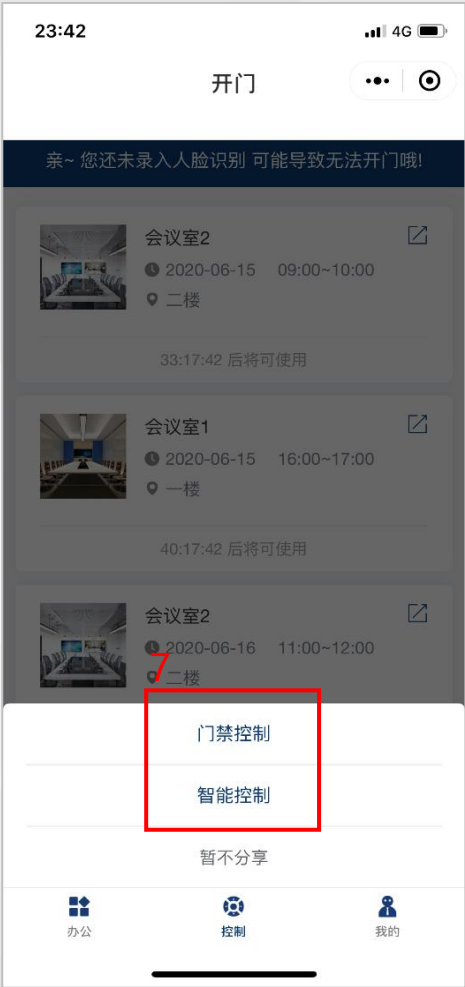 23:42
4G
开门
亲~ 您还未录入人脸识别 可能导致无法开门哦!
会议室2
2020-06-15 09:00~10:00
二楼
33:17:42 后将可使用
会议室1
2020-06-15 16:00~17:00
一楼
40:17:42 后将可使用
会议室2
2020-06-16 11:00~12:00
二楼
7
门禁控制
智能控制
暂不分享
办公 控制 我的